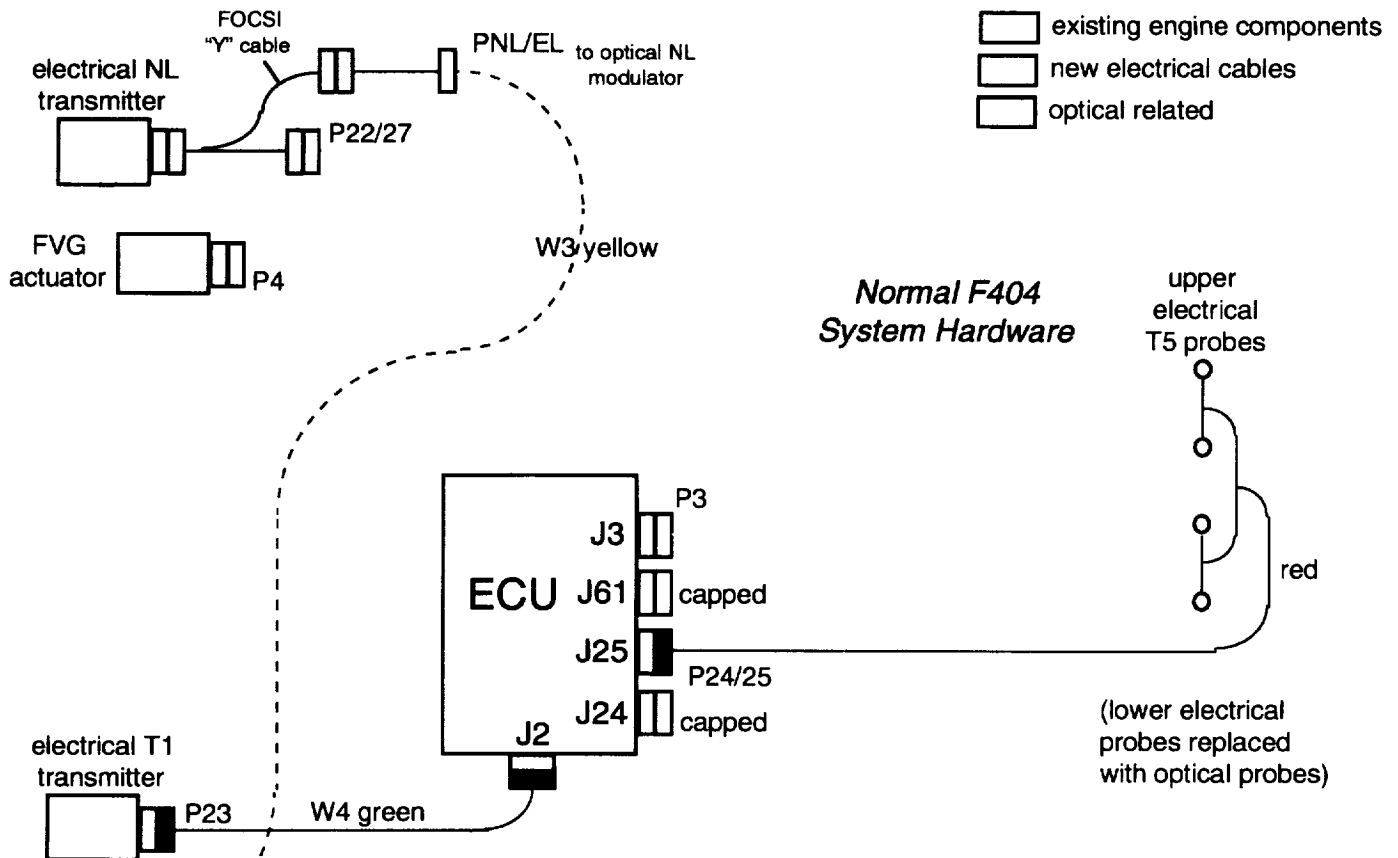 FOCSI
"Y" cable
electrical NL
transmitter
PNL/EL
to optical NL
modulator
P22/27
existing engine components
new electrical cables
optical related
FVG
actuator
P4
W3 yellow
Normal F404
System Hardware
upper
electrical
T5 probes
red
ECU
J3
P3
J61
capped
J25
P24/25
J24
capped
J2
(lower electrical
probes replaced
with optical probes)
electrical T1
transmitter
P23
W4 green